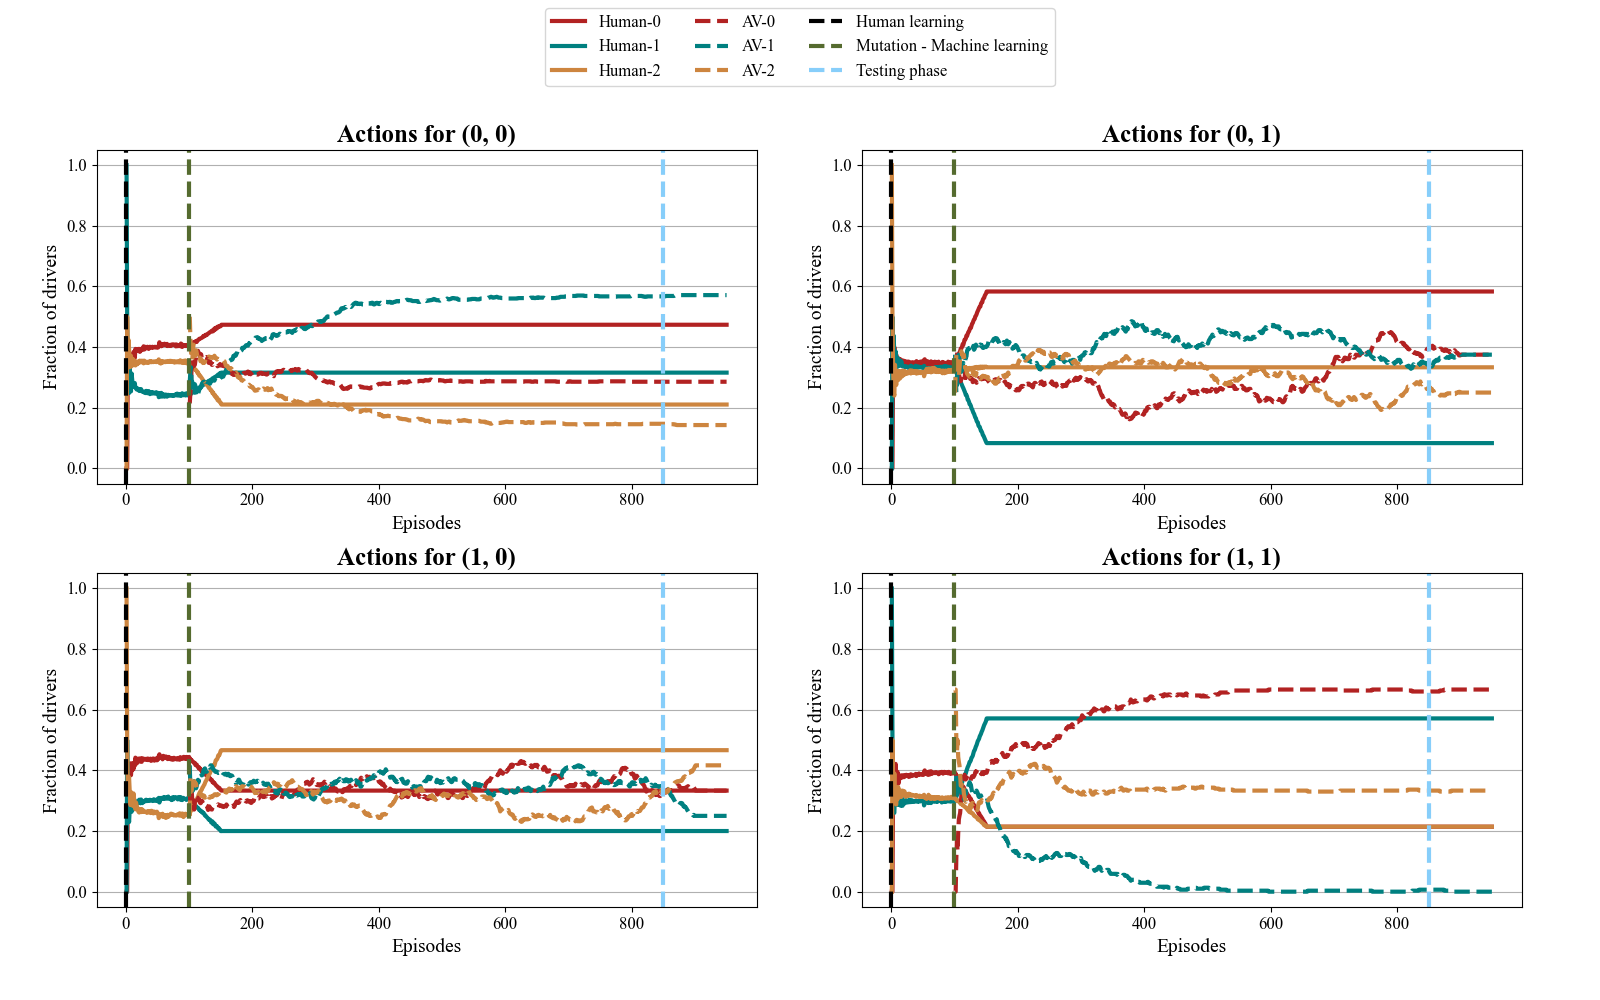 Human-0 AV-0 Human learning
Human-1 AV-1 Mutation - Machine learning
Human-2 AV-2 Testing phase
Actions for (0, 0)
1.0
0.8
0.6
0.4
0.2
0.0
Fraction of drivers
0 200 400 600 800
Episodes
Actions for (0, 1)
1.0
0.8
0.6
0.4
0.2
0.0
Fraction of drivers
0 200 400 600 800
Episodes
Actions for (1, 0)
1.0
0.8
0.6
0.4
0.2
0.0
Fraction of drivers
0 200 400 600 800
Episodes
Actions for (1, 1)
1.0
0.8
0.6
0.4
0.2
0.0
Fraction of drivers
0 200 400 600 800
Episodes